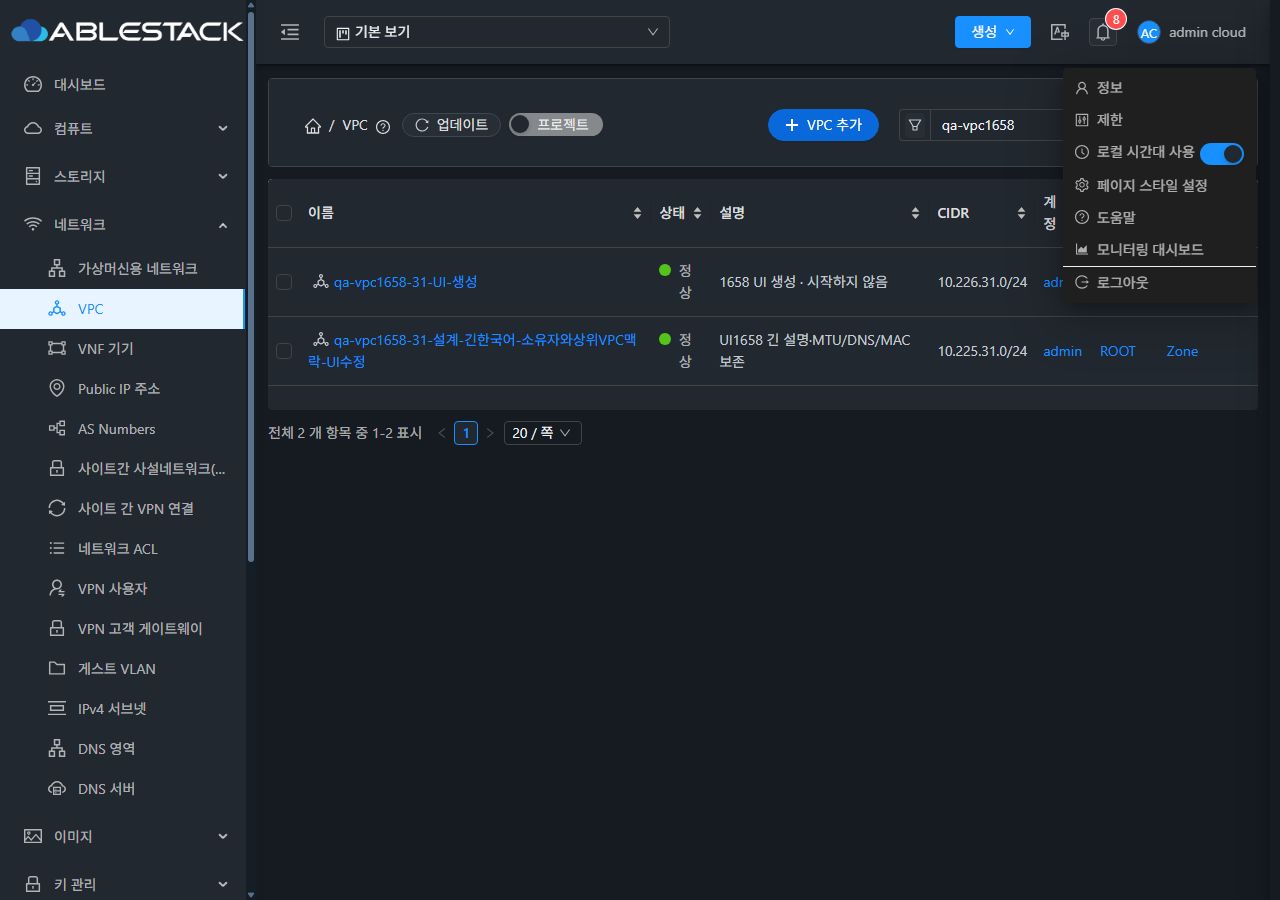 ABLESTACK
기본 보기
생성
8
AC
admin cloud
대시보드
컴퓨트
스토리지
네트워크
가상머신용 네트워크
VPC
VNF 기기
Public IP 주소
AS Numbers
사이트간 사설네트워크(...
사이트 간 VPN 연결
네트워크 ACL
VPN 사용자
VPN 고객 게이트웨이
게스트 VLAN
IPv4 서브넷
DNS 영역
DNS 서버
이미지
키 관리
/ VPC
업데이트
프로젝트
VPC 추가
qa-vpc1658
정보
제한
로컬 시간대 사용
페이지 스타일 설정
도움말
모니터링 대시보드
로그아웃
이름
상태
설명
CIDR
계
정
qa-vpc1658-31-UI-생성
정
상
1658 UI 생성 · 시작하지 않음
10.226.31.0/24
adr
qa-vpc1658-31-설계-긴한국어-소유자와상위VPC맥
락-UI수정
정
상
UI1658 긴 설명·MTU/DNS/MAC
보존
10.225.31.0/24
admin
ROOT
Zone
전체 2 개 항목 중 1-2 표시
1
20 / 쪽